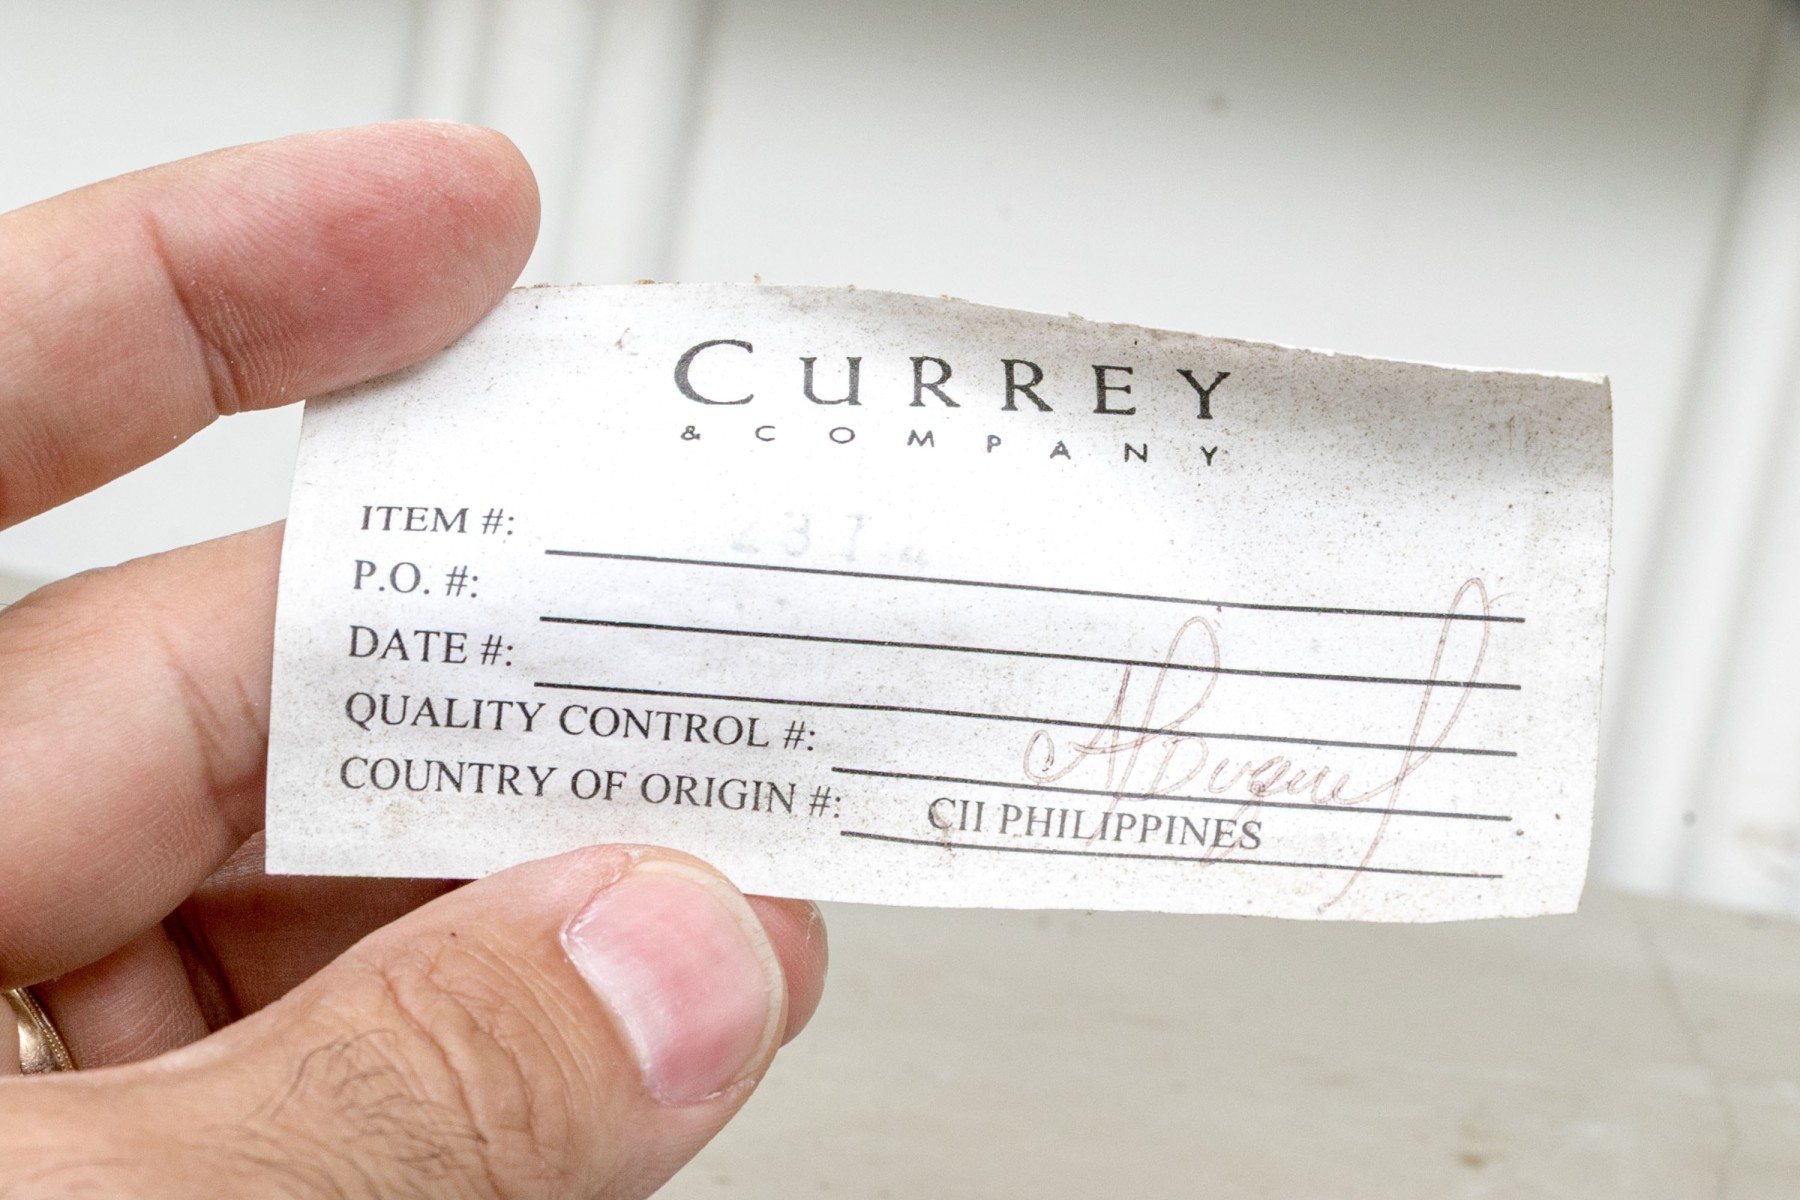 CURREY
& COMPANY
ITEM #:
P.O. #:
DATE #:
QUALITY CONTROL #:
COUNTRY OF ORIGIN #: CII PHILIPPINES